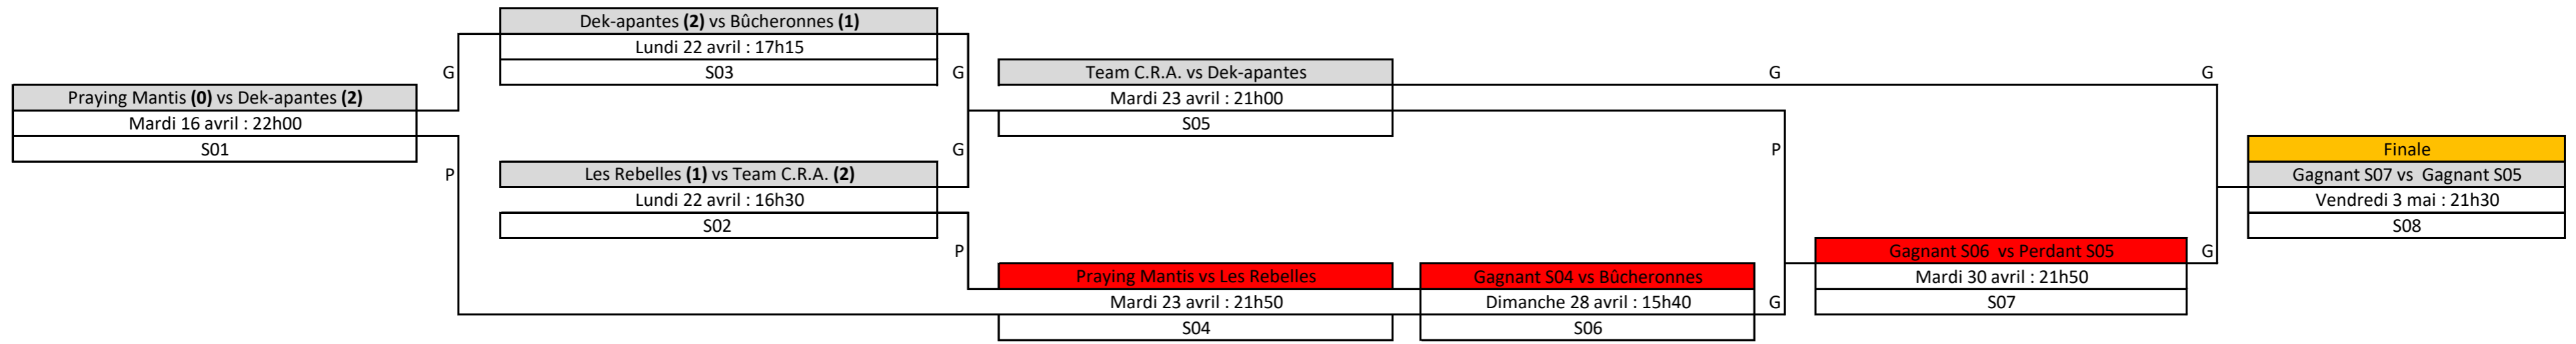 Praying Mantis (0) vs Dek-apantes (2)
Mardi 16 avril : 22h00
S01
G
P
Dek-apantes (2) vs Bûcheronnes (1)
Lundi 22 avril : 17h15
S03
Les Rebelles (1) vs Team C.R.A. (2)
Lundi 22 avril : 16h30
S02
G
G
P
Team C.R.A. vs Dek-apantes
Mardi 23 avril : 21h00
S05
Praying Mantis vs Les Rebelles
Mardi 23 avril : 21h50
S04
Gagnant S04 vs Bûcheronnes
Dimanche 28 avril : 15h40
S06
G
P
G
Gagnant S06 vs Perdant S05
Mardi 30 avril : 21h50
S07
G
G
Finale
Gagnant S07 vs Gagnant S05
Vendredi 3 mai : 21h30
S08